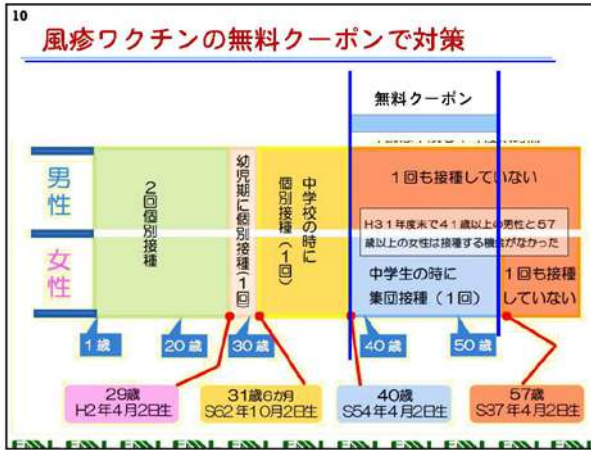 10
風疹ワクチンの無料クーポンで対策
無料クーポン
男性
女性
2回個別接種
幼児期に個別接種(1回)
中学校の時に
個別接種(1回)
1回も接種していない
H31年度末で41歳以上の男性と57
歳以上の女性は接種する機会がなかった
中学生の時に
集団接種(1回)
1回も接種
していない
1歳
20歳
30歳
40歳
50歳
29歳
H2年4月2日生
31歳6か月
S62年10月2日生
40歳
S54年4月2日生
57歳
S37年4月2日生